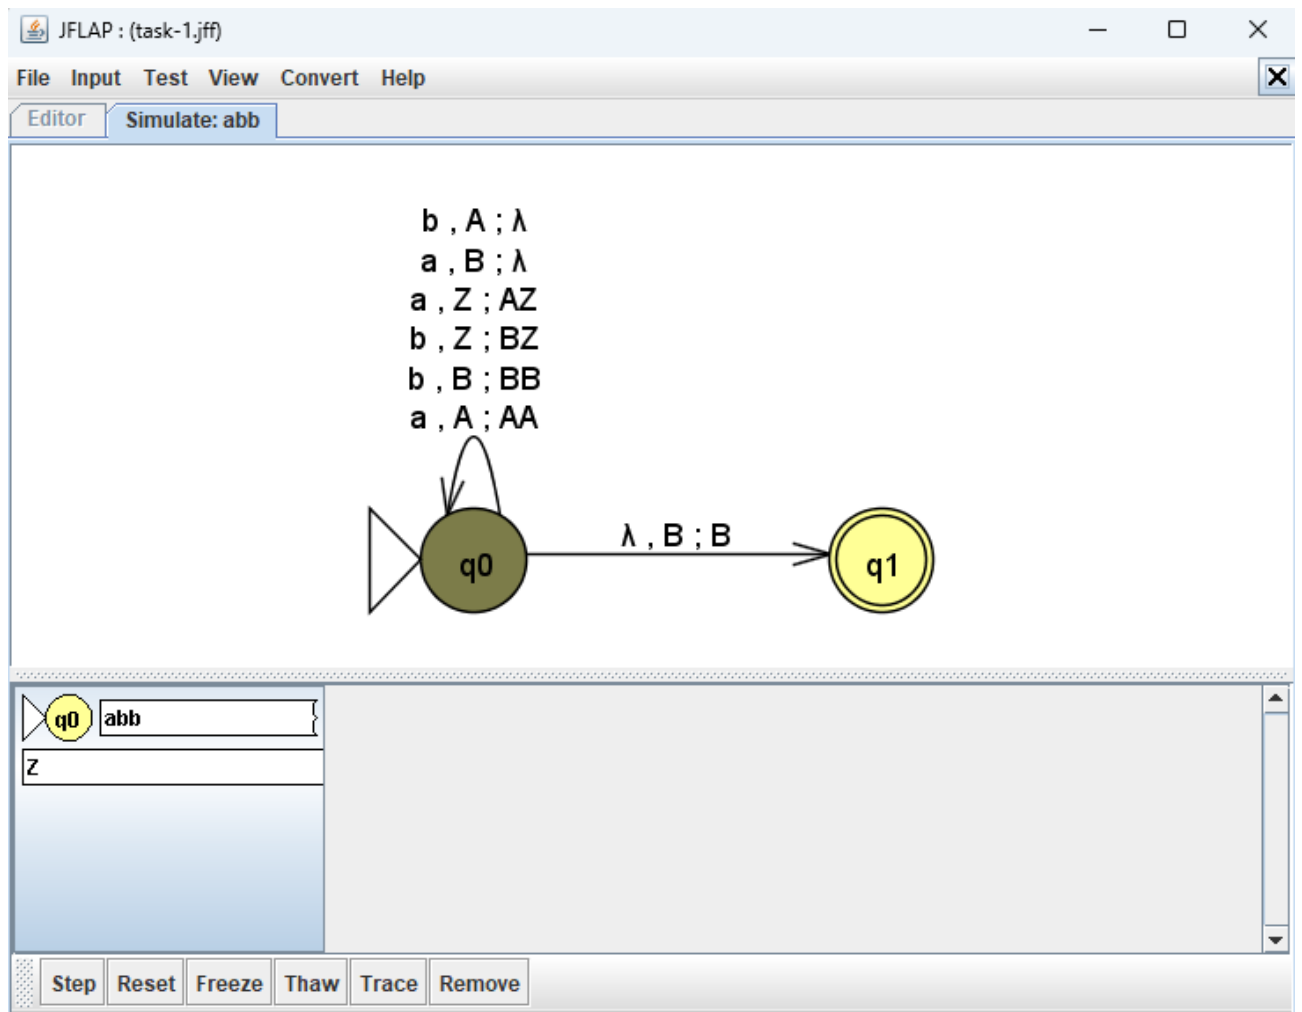 JFLAP : (task-1.jff)
File Input Test View Convert Help
Editor Simulate: abb
b , A ; λ
a , B ; λ
a , Z ; AZ
b , Z ; BZ
b , B ; BB
a , A ; AA
λ , B ; B
q0 q1
q0 abb
Z
Step Reset Freeze Thaw Trace Remove